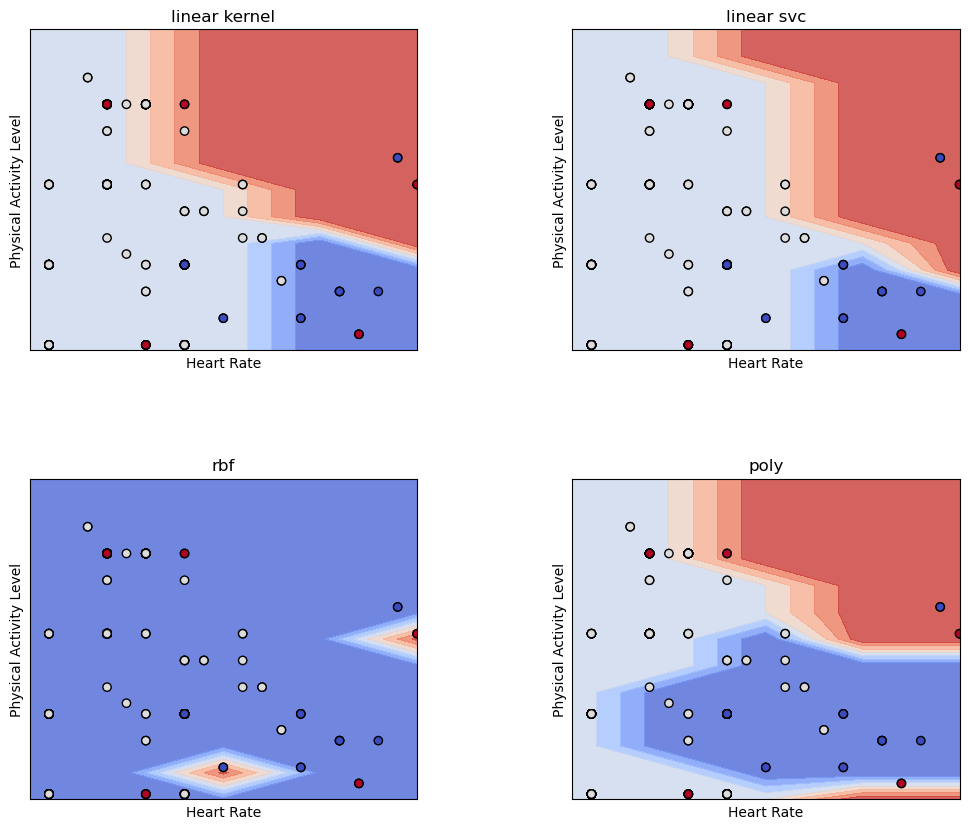 linear kernel
linear svc
Physical Activity Level
Physical Activity Level
Heart Rate
Heart Rate
rbf
poly
Physical Activity Level
Physical Activity Level
Heart Rate
Heart Rate